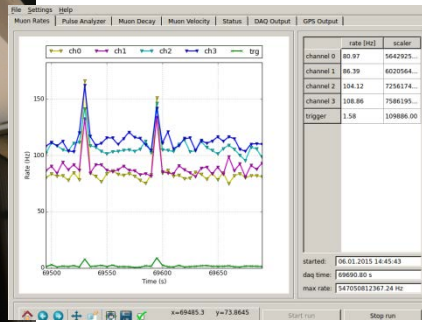 File Settings Help
Muon Rates Pulse Analyzer Muon Decay Muon Velocity Status DAQ Output GPS Output
ch0 ch1 ch2 ch3 trg
150
100
50
0
Rate (Hz)
69500 69550 69600 69650
Time (s)
rate [Hz] scaler
channel 0 80.97 5642925...
channel 1 86.39 6020564...
channel 2 104.12 7256174...
channel 3 108.86 7586195...
trigger 1.58 109886.00
started: 06.01.2015 14:45:43
daq time: 69690.80 s
max rate: 547050812367.24 Hz
x=69485.3 y=73.8645
Start run Stop run